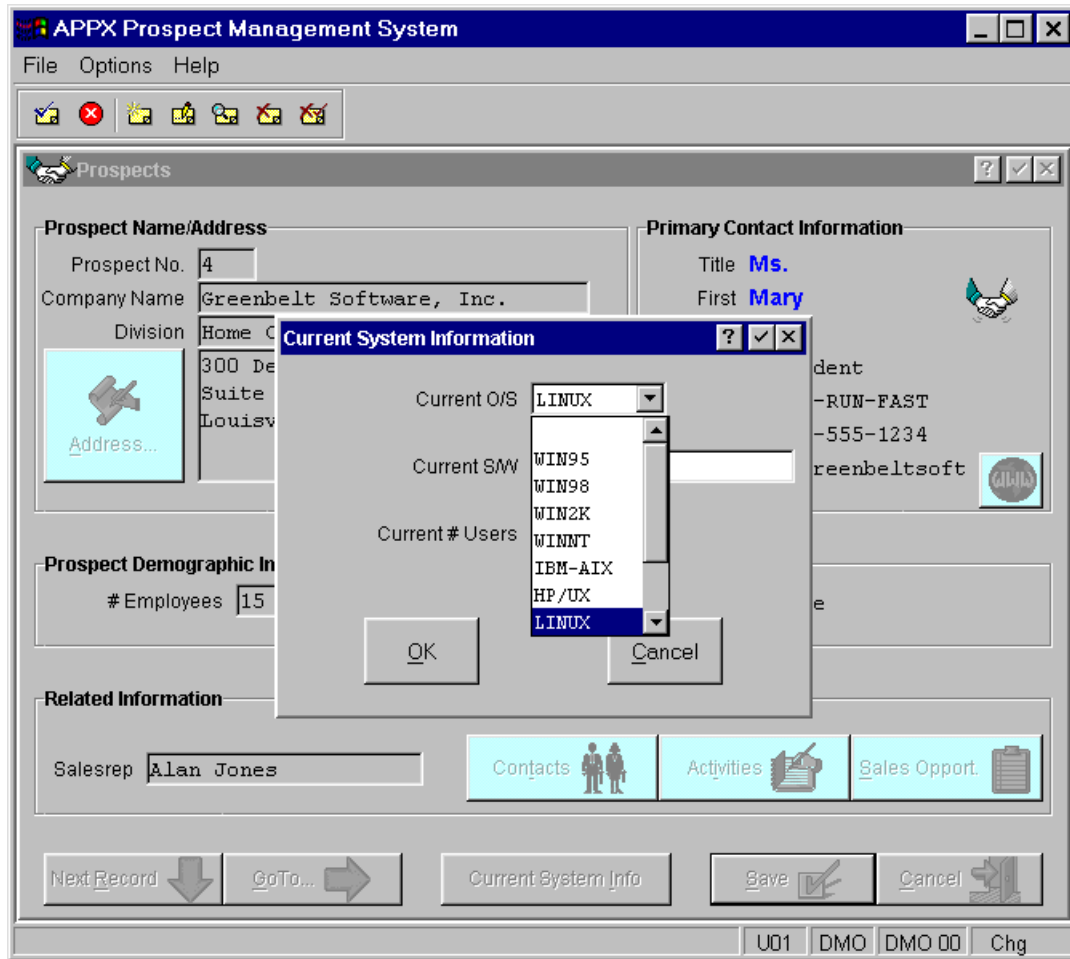 APPX Prospect Management System
File Options Help
Prospects
Prospect Name/Address
Prospect No. 4
Company Name Greenbelt Software, Inc.
Division Home
300
Suite
Address...
Primary Contact Information
Title Ms.
First Mary
-RUN-FAST
-555-1234
reenbeltsoft
WWW
Current System Information
Current O/S LINUX
WIN95
WIN98
WIN2K
WINNT
IBM-AIX
HP/UX
LINUX
Current S/W
Current # Users
OK Cancel
Prospect Demographic In
# Employees 15
Related Information
Salesrep Alan Jones
Contacts Activities Sales Opport.
Next Record GoTo... Current System Info Save Cancel
U01 DMO DMO 00 Chg